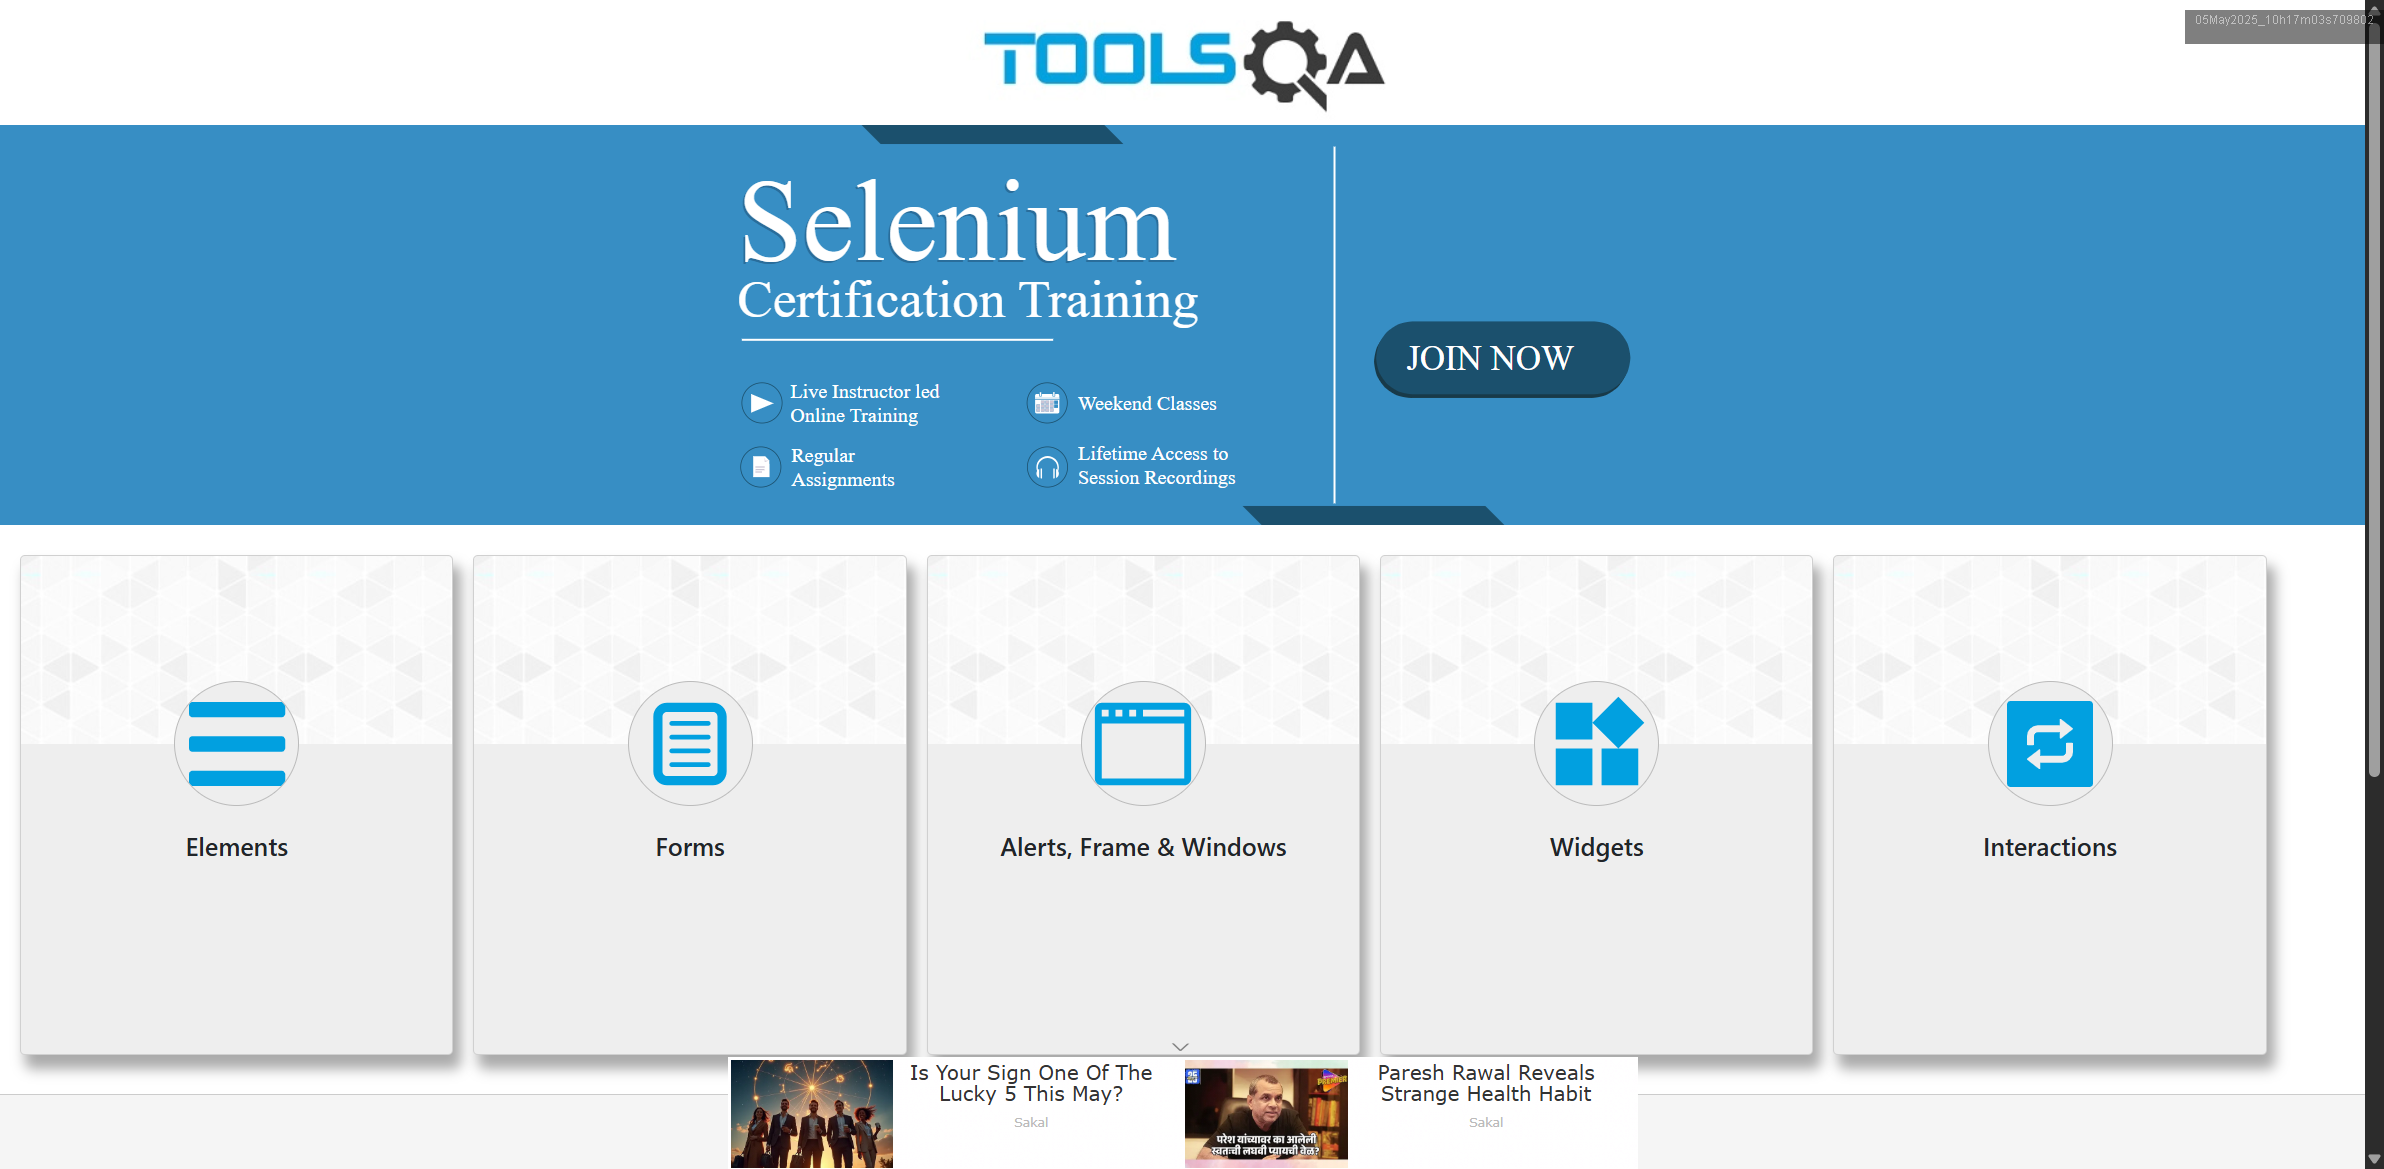 TOOLSQA
05May2025_10h17m03s709802
Selenium
Certification Training
JOIN NOW
Live Instructor led
Online Training
Weekend Classes
Regular
Assignments
Lifetime Access to
Session Recordings
Elements
Forms
Alerts, Frame & Windows
Widgets
Interactions
Is Your Sign One Of The
Lucky 5 This May?
Sakal
PREMIER
परेश यांच्यावर का आलेली
स्वतःची लघवी प्यायची वेळ?
Paresh Rawal Reveals
Strange Health Habit
Sakal